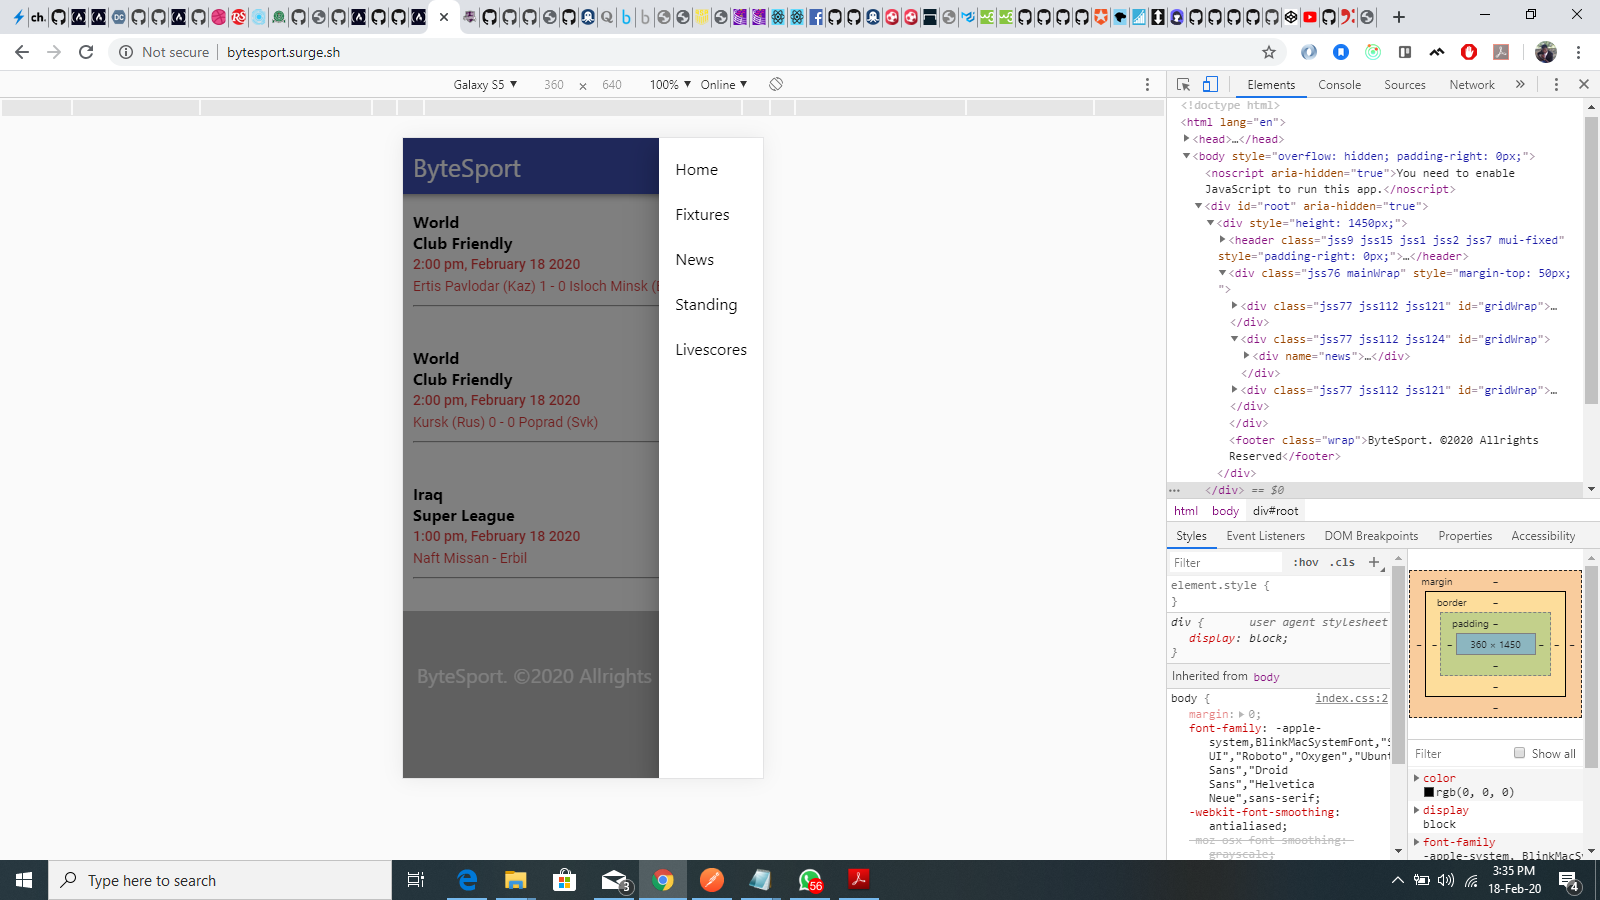 ch.
Not secure
bytesport.surge.sh
Galaxy S5 ▼ 360 × 640 100% ▼ Online ▼
ByteSport
World
Club Friendly
2:00 pm, February 18 2020
Ertis Pavlodar (Kaz) 1 - 0 Isloch Minsk (
World
Club Friendly
2:00 pm, February 18 2020
Kursk (Rus) 0 - 0 Poprad (Svk)
Iraq
Super League
1:00 pm, February 18 2020
Naft Missan - Erbil
ByteSport. ©2020 Allrights
Home
Fixtures
News
Standing
Livescores
Elements Console Sources Network »
<!doctype html>
<html lang="en">
<head>…</head>
<body style="overflow: hidden; padding-right: 0px;">
<noscript aria-hidden="true">You need to enable
JavaScript to run this app.</noscript>
<div id="root" aria-hidden="true">
<div style="height: 1450px;">
<header class="jss9 jss15 jss1 jss2 jss7 mui-fixed"
style="padding-right: 0px;">…</header>
<div class="jss76 mainWrap" style="margin-top: 50px;
">
<div class="jss77 jss112 jss121" id="gridWrap">…
</div>
<div class="jss77 jss112 jss124" id="gridWrap">
<div name="news">…</div>
</div>
<div class="jss77 jss112 jss121" id="gridWrap">…
</div>
</div>
<footer class="wrap">ByteSport. ©2020 Allrights
Reserved</footer>
</div>
… </div> == $0
html body div#root
Styles Event Listeners DOM Breakpoints Properties Accessibility
Filter :hov .cls +
element.style {
}
div { user agent stylesheet
display: block;
}
Inherited from body
body { index.css:2
margin: 0;
font-family: -apple-
system,BlinkMacSystemFont,"S
UI","Roboto","Oxygen","Ubunt
Sans","Droid
Sans","Helvetica
Neue",sans-serif;
-webkit-font-smoothing:
antialiased;
-moz-osx-font-smoothing:
grayscale;
margin –
border –
padding –
– – – 360 × 1450 – – –
–
–
–
Filter Show all
color
rgb(0, 0, 0)
display
block
font-family
-apple-system, BlinkMacSy
Type here to search
3
56
3:35 PM
18-Feb-20
4